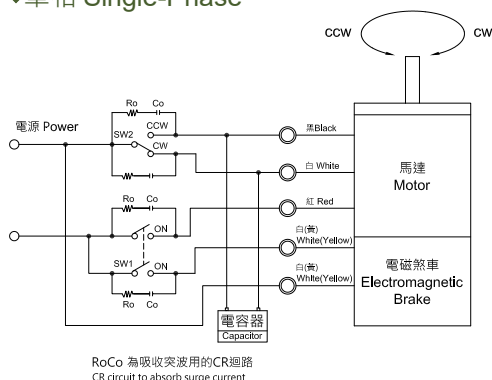 單相 Single-Phase
CCW
CW
電源 Power
Ro Co
CCW
SW2
CW
黑Black
白 White
馬達
Motor
Ro Co
紅 Red
ON
白(黃)
White(Yellow)
SW1
ON
白(黃)
White(Yellow)
電磁煞車
Electromagnetic
Brake
Ro Co
電容器
Capacitor
RoCo 為吸收突波用的CR迴路
CR circuit to absorb surge current